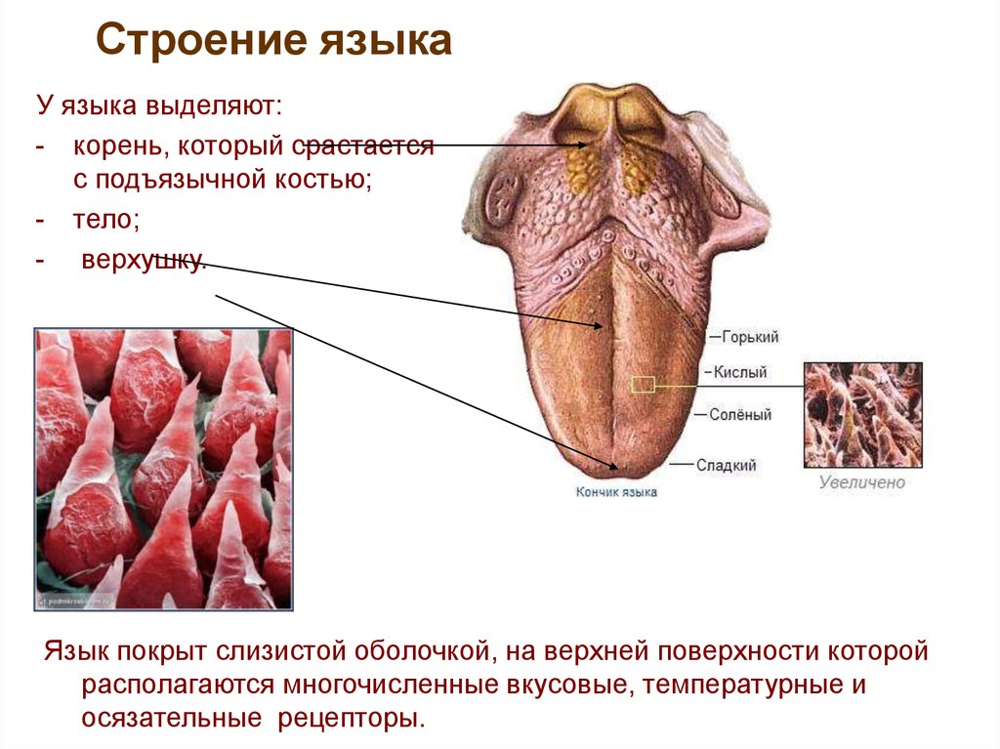 Строение языка
У языка выделяют:
- корень, который срастается
с подъязычной костью;
- тело;
- верхушку.
Горький
Кислый
Солёный
Сладкий
Кончик языка
Увеличено
Язык покрыт слизистой оболочкой, на верхней поверхности которой
располагаются многочисленные вкусовые, температурные и
осязательные рецепторы.